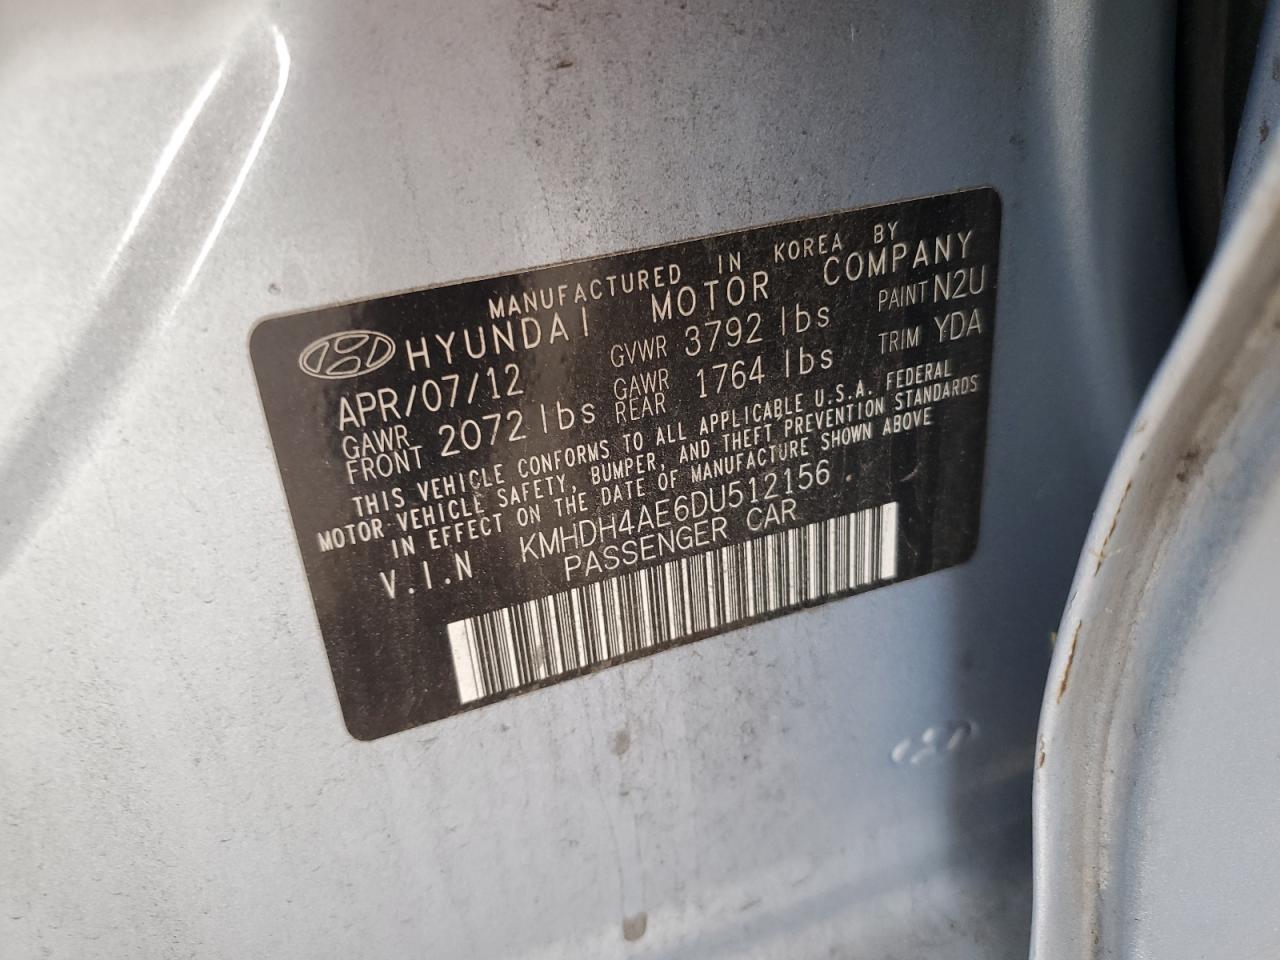 MANUFACTURED IN KOREA BY
HYUNDAI MOTOR COMPANY
APR/07/12 GVWR 3792 lbs PAINT N2U
GAWR FRONT 2072 lbs GAWR REAR 1764 lbs TRIM YDA
THIS VEHICLE CONFORMS TO ALL APPLICABLE U.S.A. FEDERAL
MOTOR VEHICLE SAFETY, BUMPER, AND THEFT PREVENTION STANDARDS
IN EFFECT ON THE DATE OF MANUFACTURE SHOWN ABOVE
V.I.N KMHDH4AE6DU512156
PASSENGER CAR